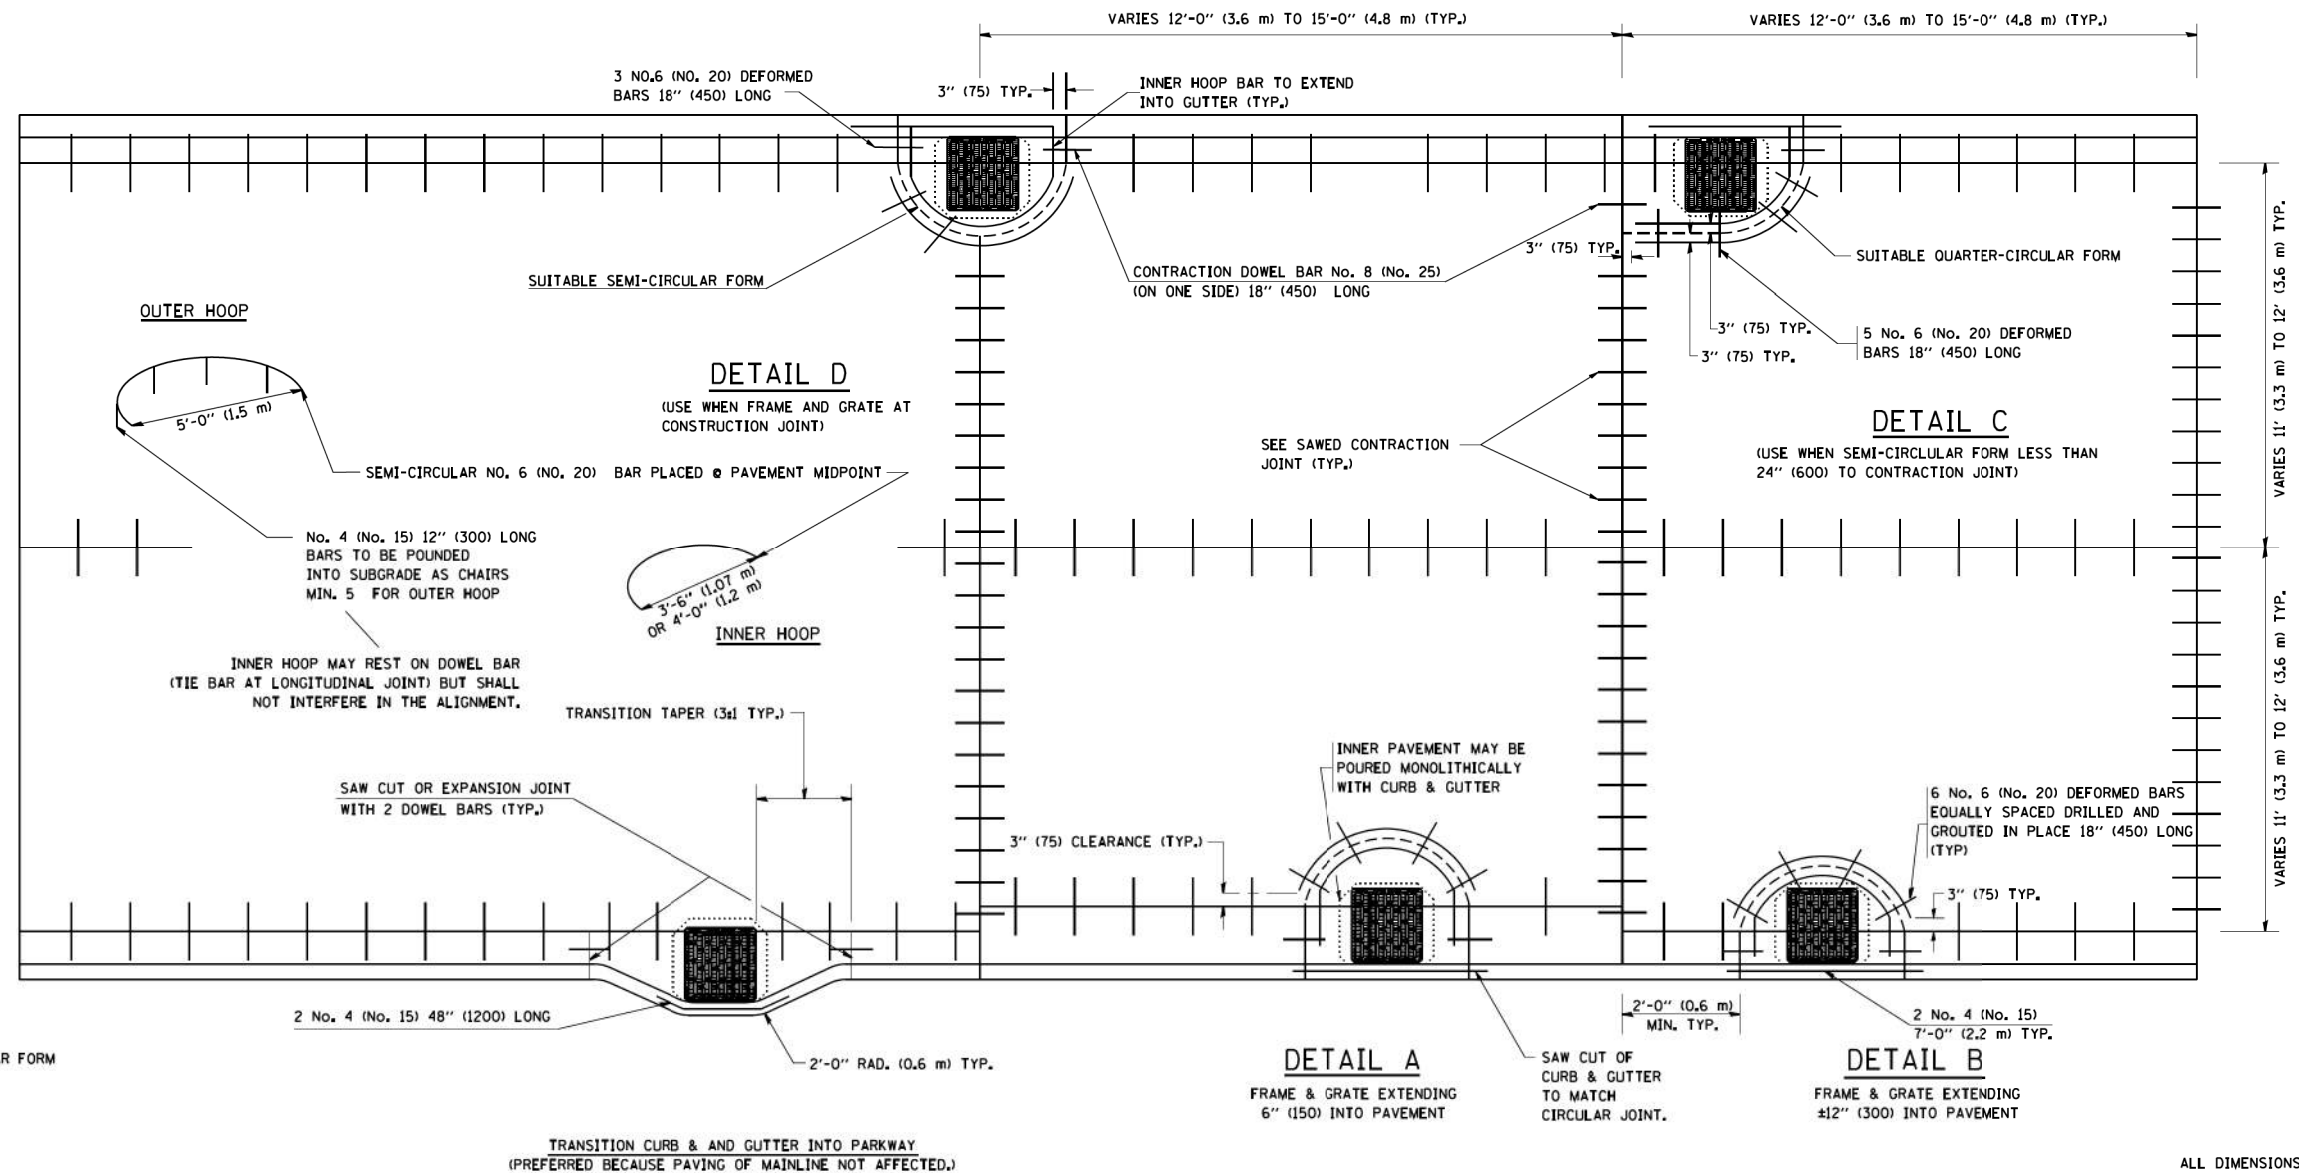 VARIES 12'-0" (3.6 m) TO 15'-0" (4.8 m) (TYP.)
VARIES 12'-0" (3.6 m) TO 15'-0" (4.8 m) (TYP.)
3 NO.6 (NO. 20) DEFORMED
BARS 18" (450) LONG
3" (75) TYP.
INNER HOOP BAR TO EXTEND
INTO GUTTER (TYP.)
SUITABLE SEMI-CIRCULAR FORM
CONTRACTION DOWEL BAR No. 8 (No. 25)
(ON ONE SIDE) 18" (450) LONG
3" (75) TYP.
SUITABLE QUARTER-CIRCULAR FORM
3" (75) TYP.
3" (75) TYP.
5 No. 6 (No. 20) DEFORMED
BARS 18" (450) LONG
VARIES 11' (3.3 m) TO 12' (3.6 m) TYP.
OUTER HOOP
5'-0" (1.5 m)
DETAIL D
(USE WHEN FRAME AND GRATE AT
CONSTRUCTION JOINT)
DETAIL C
(USE WHEN SEMI-CIRCLULAR FORM LESS THAN
24" (600) TO CONTRACTION JOINT)
SEE SAWED CONTRACTION
JOINT (TYP.)
SEMI-CIRCULAR NO. 6 (NO. 20) BAR PLACED @ PAVEMENT MIDPOINT
No. 4 (No. 15) 12" (300) LONG
BARS TO BE POUNDED
INTO SUBGRADE AS CHAIRS
MIN. 5 FOR OUTER HOOP
3'-6" (1.07 m)
OR 4'-0" (1.2 m)
INNER HOOP
INNER HOOP MAY REST ON DOWEL BAR
(TIE BAR AT LONGITUDINAL JOINT) BUT SHALL
NOT INTERFERE IN THE ALIGNMENT.
VARIES 11' (3.3 m) TO 12' (3.6 m) TYP.
TRANSITION TAPER (3:1 TYP.)
INNER PAVEMENT MAY BE
POURED MONOLITHICALLY
WITH CURB & GUTTER
SAW CUT OR EXPANSION JOINT
WITH 2 DOWEL BARS (TYP.)
3" (75) CLEARANCE (TYP.)
6 No. 6 (No. 20) DEFORMED BARS
EQUALLY SPACED DRILLED AND
GROUTED IN PLACE 18" (450) LONG
(TYP)
3" (75) TYP.
2 No. 4 (No. 15) 48" (1200) LONG
2'-0" RAD. (0.6 m) TYP.
2'-0" (0.6 m)
MIN. TYP.
2 No. 4 (No. 15)
7'-0" (2.2 m) TYP.
R FORM
DETAIL A
FRAME & GRATE EXTENDING
6" (150) INTO PAVEMENT
SAW CUT OF
CURB & GUTTER
TO MATCH
CIRCULAR JOINT.
DETAIL B
FRAME & GRATE EXTENDING
±12" (300) INTO PAVEMENT
TRANSITION CURB & AND GUTTER INTO PARKWAY
(PREFERRED BECAUSE PAVING OF MAINLINE NOT AFFECTED.)
ALL DIMENSIONS